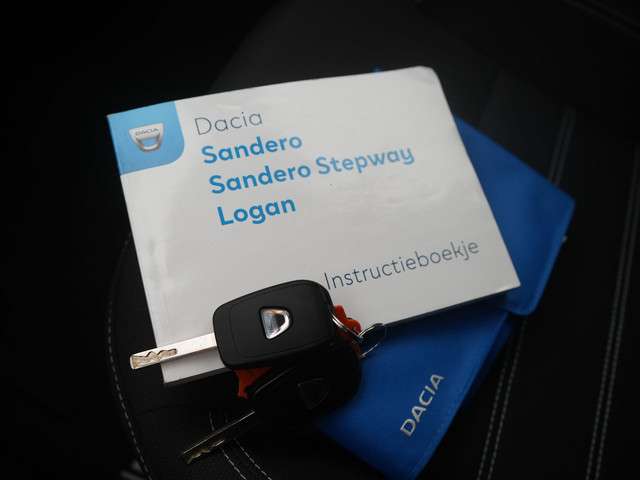 DACIA
Dacia
Sandero
Sandero Stepway
Logan
Instructieboekje
DACIA